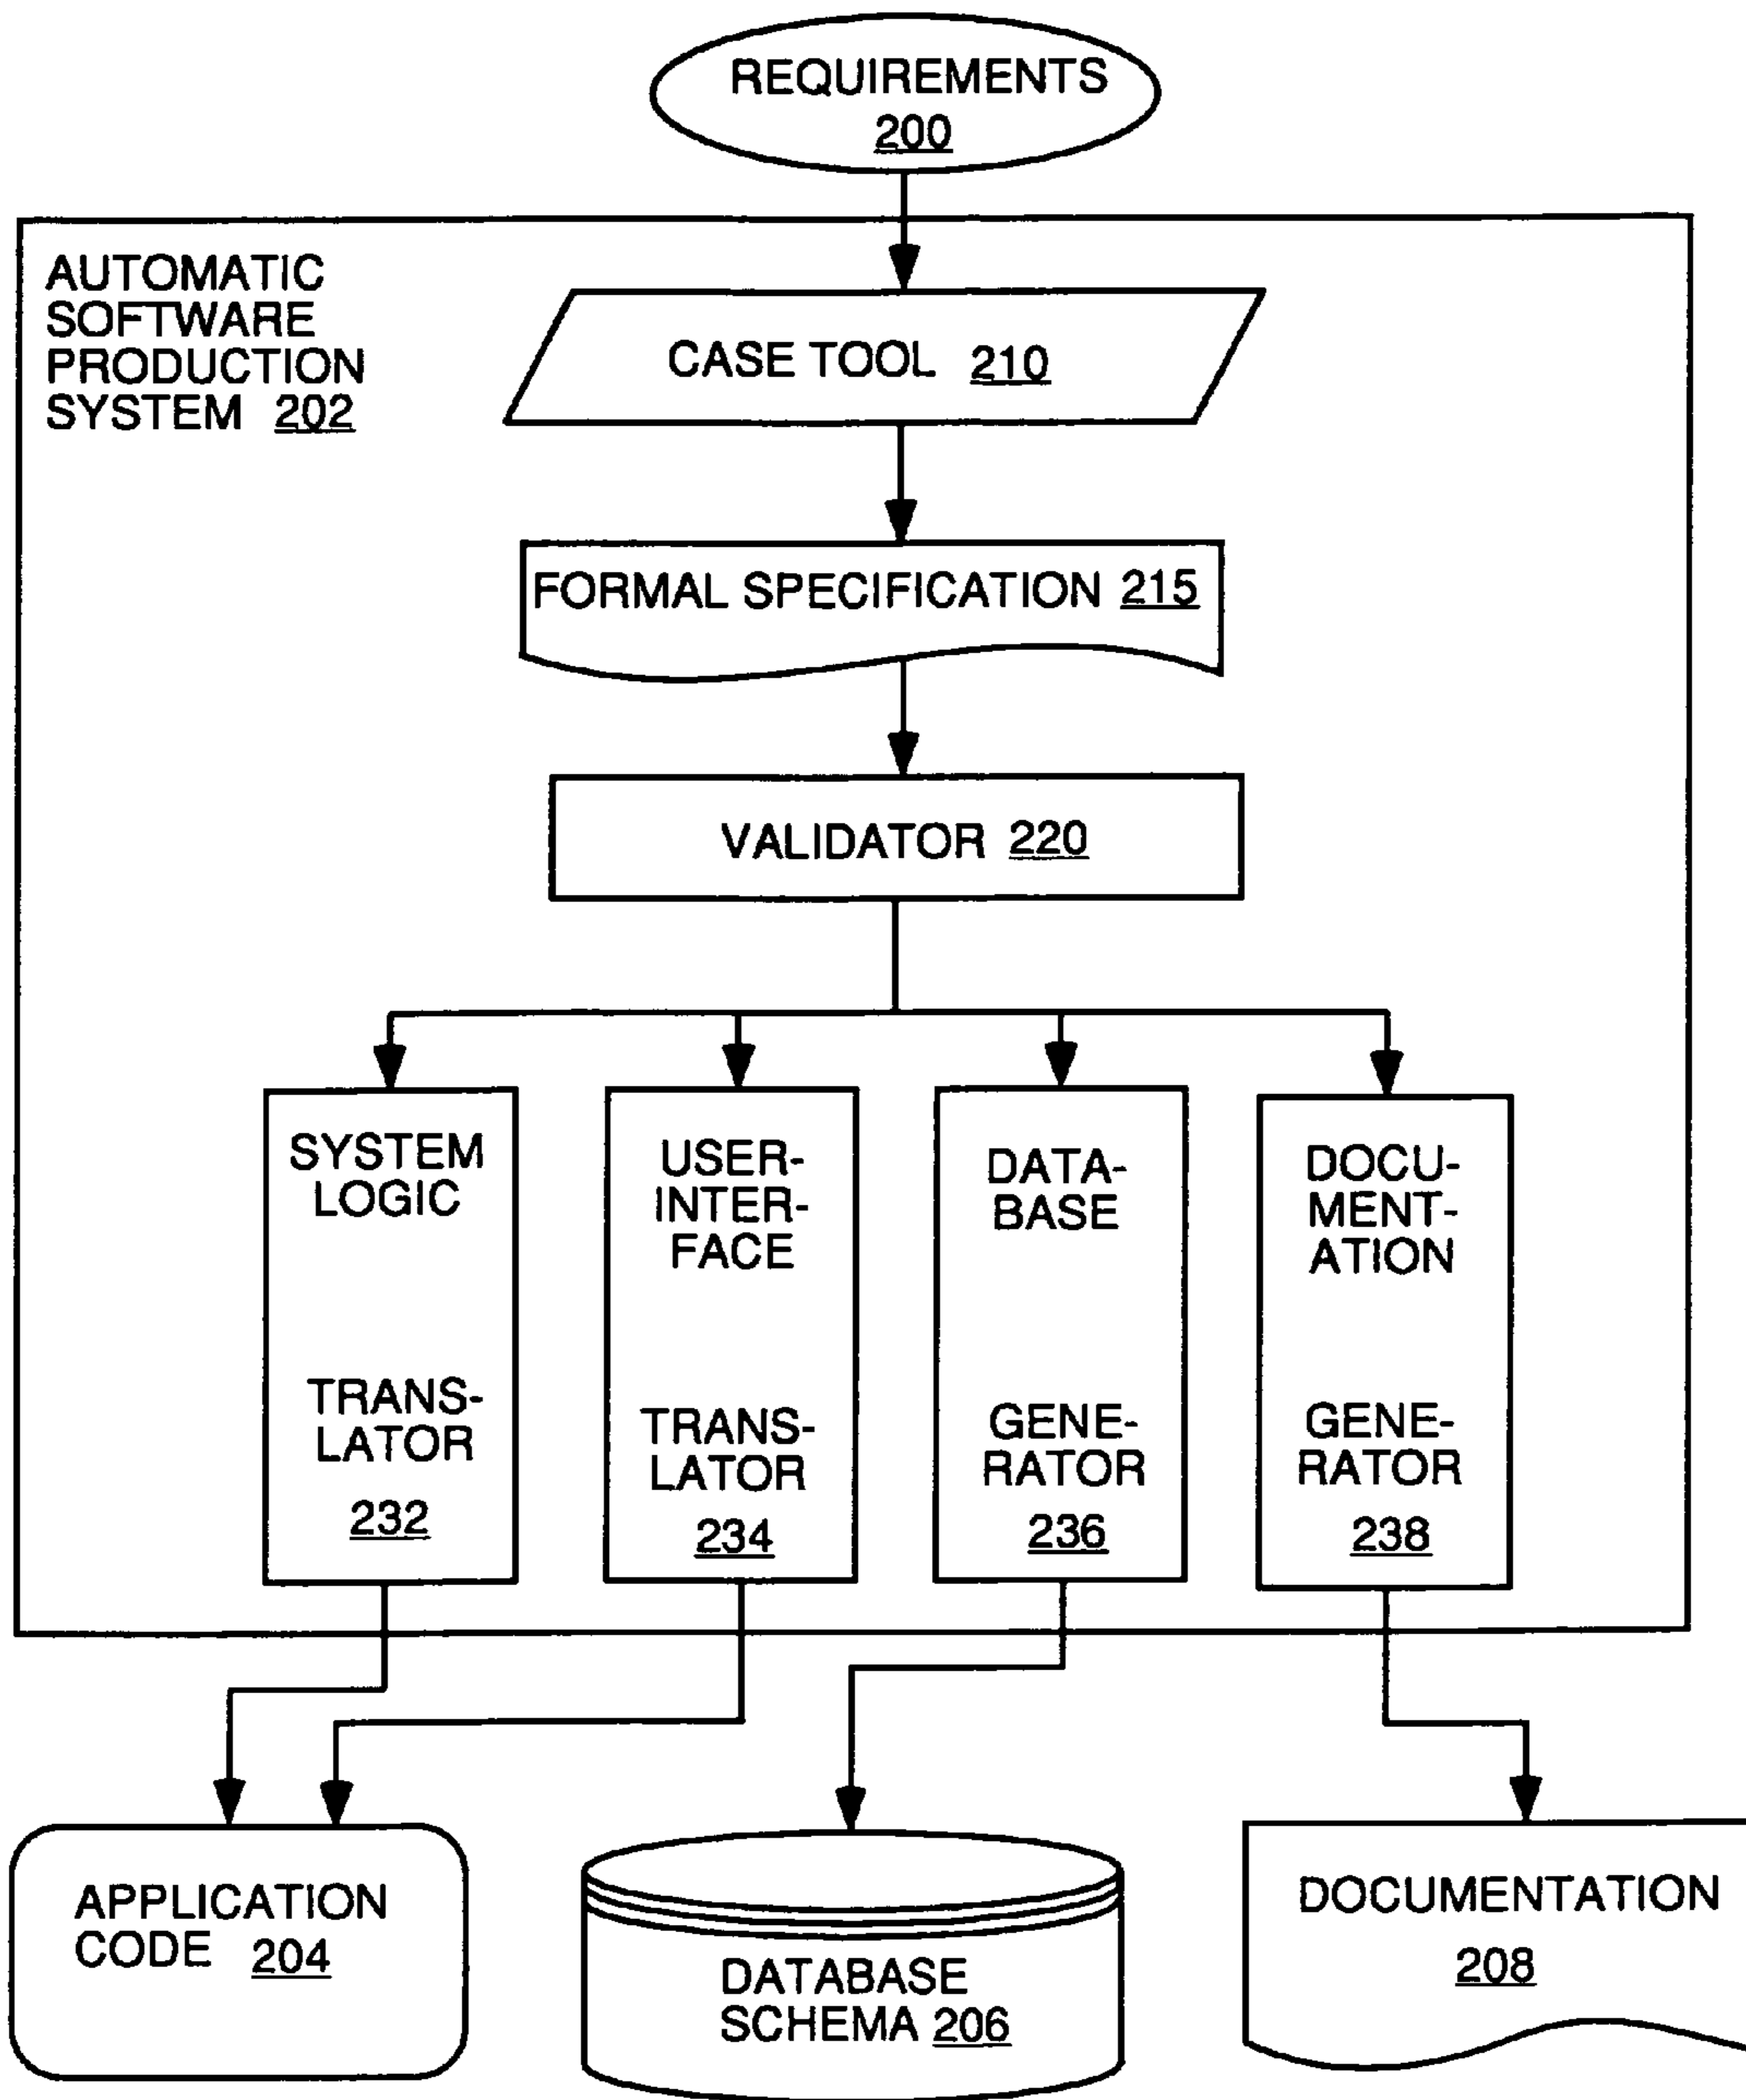 REQUIREMENTS
200
AUTOMATIC
SOFTWARE
PRODUCTION
SYSTEM 202
CASE TOOL 210
FORMAL SPECIFICATION 215
VALIDATOR 220
SYSTEM
LOGIC
TRANS-
LATOR
232
USER-
INTER-
FACE
TRANS-
LATOR
234
DATA-
BASE
GENE-
RATOR
236
DOCU-
MENT-
ATION
GENE-
RATOR
238
APPLICATION
CODE 204
DATABASE
SCHEMA 206
DOCUMENTATION
208